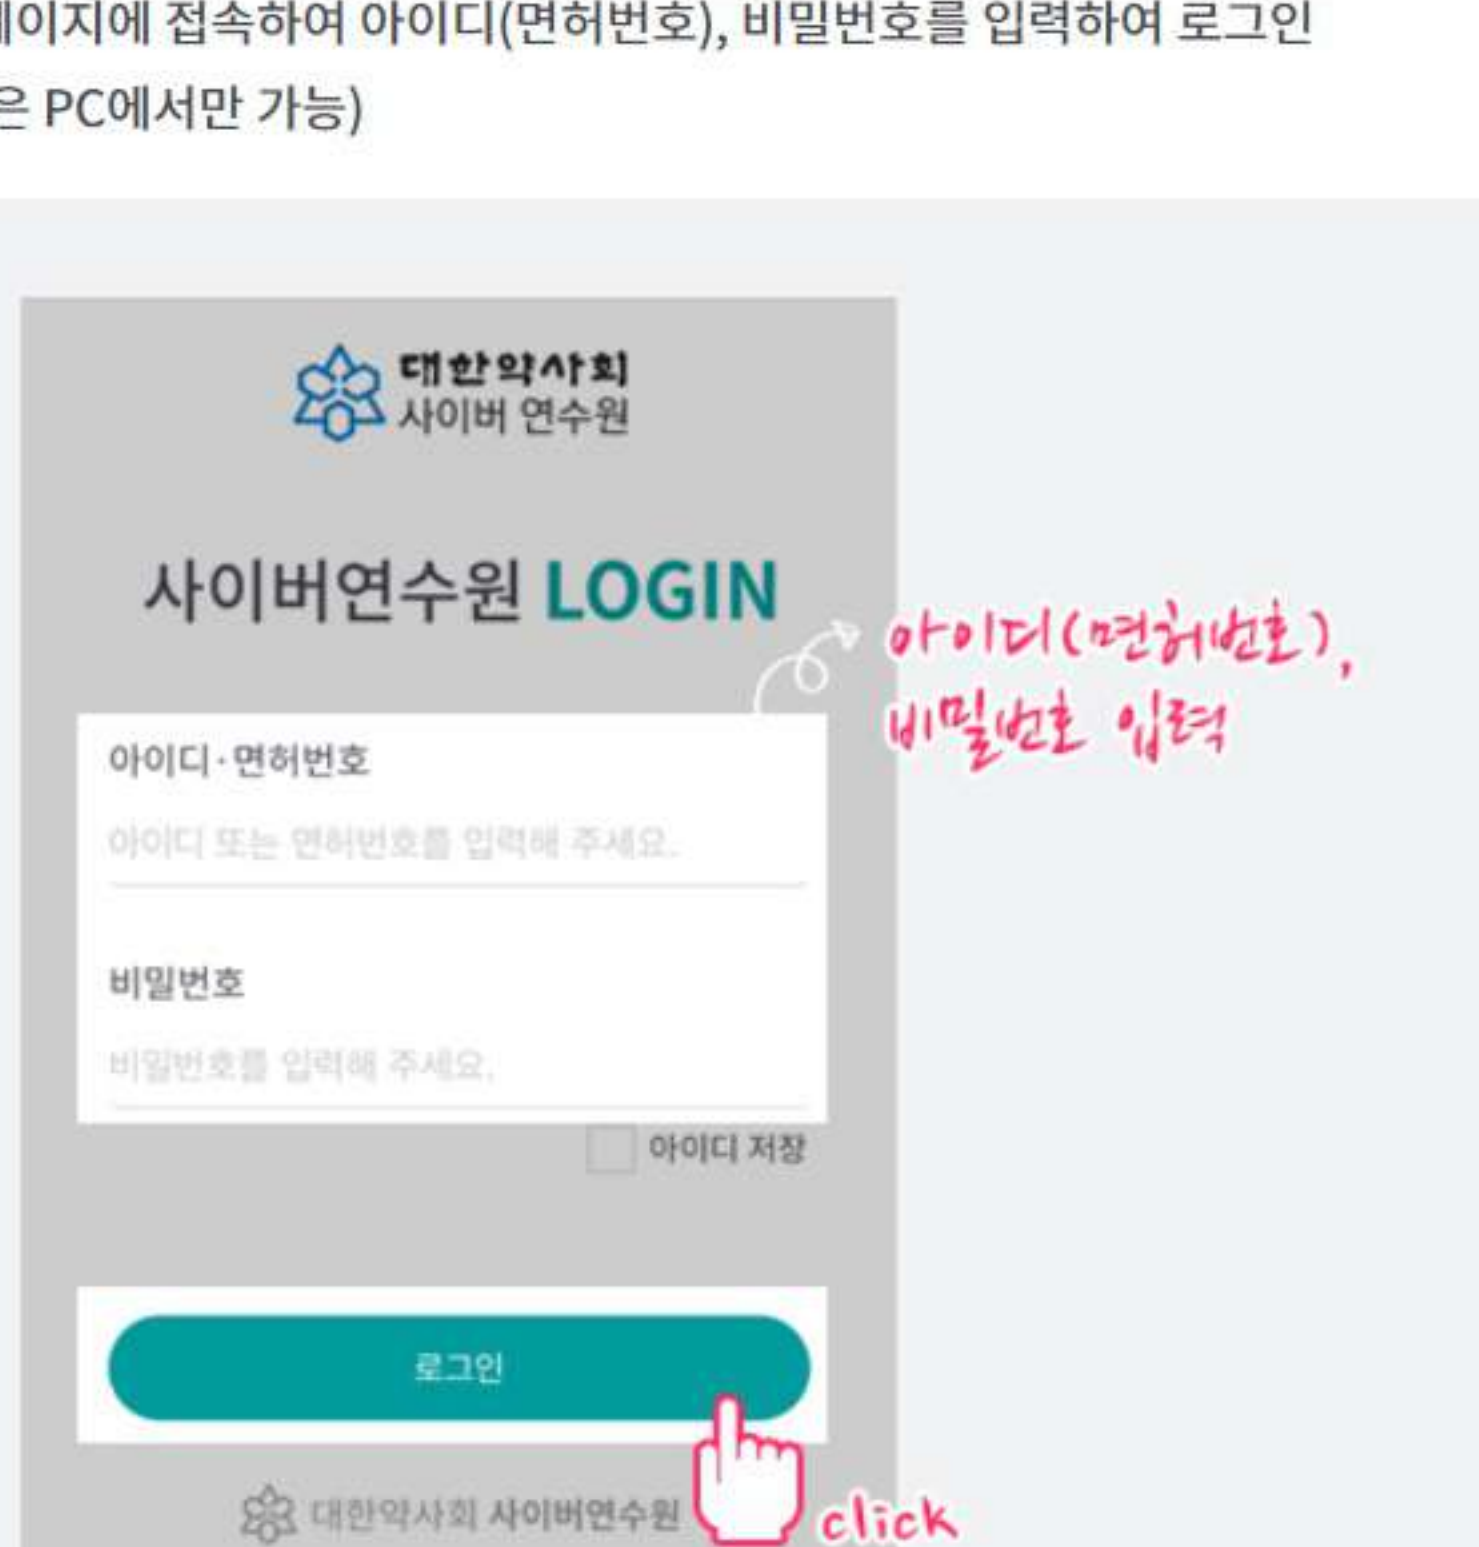 페이지에 접속하여 아이디(면허번호), 비밀번호를 입력하여 로그인
은 PC에서만 가능)
대한약사회
사이버 연수원
사이버연수원 LOGIN
아이디(면허번호),
비밀번호 입력
아이디·면허번호
아이디 또는 면허번호를 입력해 주세요.
비밀번호
비밀번호를 입력해 주세요.
아이디 저장
로그인
대한약사회 사이버연수원
click